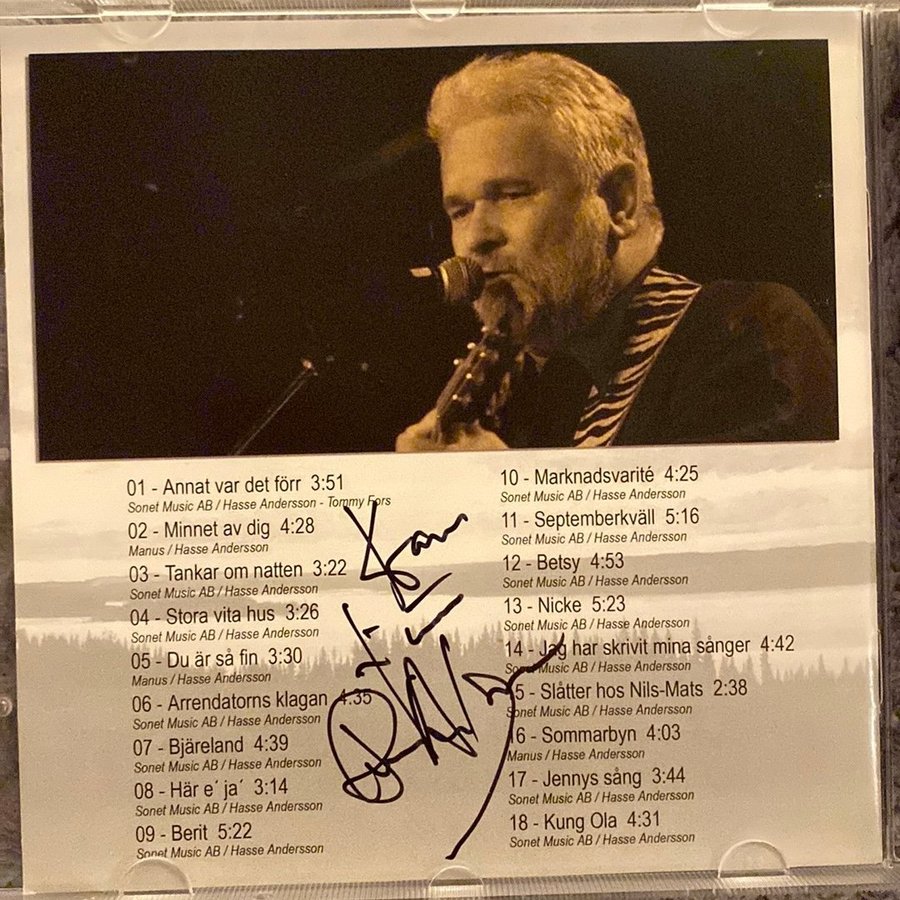 01 - Annat var det förr 3:51
Sonet Music AB / Hasse Andersson - Tommy Fors
02 - Minnet av dig 4:28
Manus / Hasse Andersson
03 - Tankar om natten 3:22
Sonet Music AB / Hasse Andersson
04 - Stora vita hus 3:26
Sonet Music AB / Hasse Andersson
05 - Du är så fin 3:30
Manus / Hasse Andersson
06 - Arrendatorns klagan 4:35
Sonet Music AB / Hasse Andersson
07 - Bjäreland 4:39
Sonet Music AB / Hasse Andersson
08 - Här e´ ja´ 3:14
Sonet Music AB / Hasse Andersson
09 - Berit 5:22
Sonet Music AB / Hasse Andersson
10 - Marknadsvarité 4:25
Sonet Music AB / Hasse Andersson
11 - Septemberkväll 5:16
Sonet Music AB / Hasse Andersson
12 - Betsy 4:53
Sonet Music AB / Hasse Andersson
13 - Nicke 5:23
Sonet Music AB / Hasse Andersson
14 - Jag har skrivit mina sånger 4:42
Sonet Music AB / Hasse Andersson
15 - Slåtter hos Nils-Mats 2:38
Sonet Music AB / Hasse Andersson
16 - Sommarbyn 4:03
Manus / Hasse Andersson
17 - Jennys sång 3:44
Sonet Music AB / Hasse Andersson
18 - Kung Ola 4:31
Sonet Music AB / Hasse Andersson